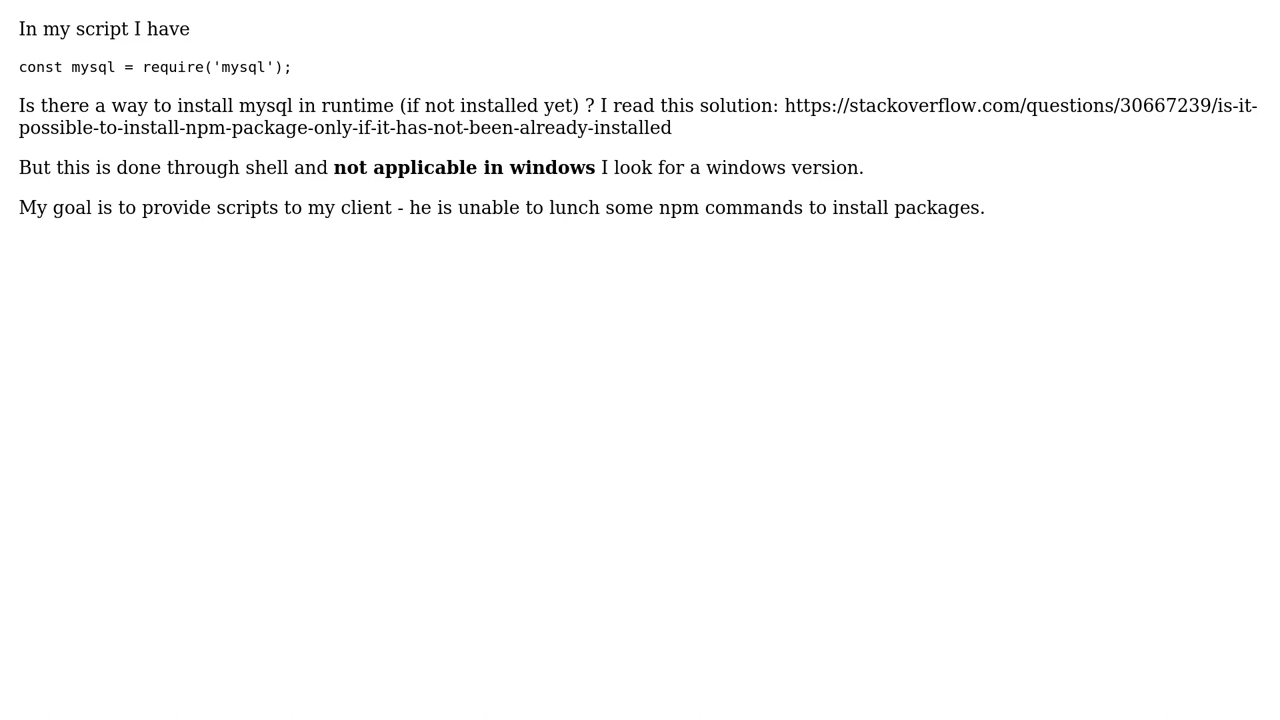 In my script I have
const mysql = require('mysql');
Is there a way to install mysql in runtime (if not installed yet) ? I read this solution: https://stackoverflow.com/questions/30667239/is-it-
possible-to-install-npm-package-only-if-it-has-not-been-already-installed
But this is done through shell and not applicable in windows I look for a windows version.
My goal is to provide scripts to my client - he is unable to lunch some npm commands to install packages.